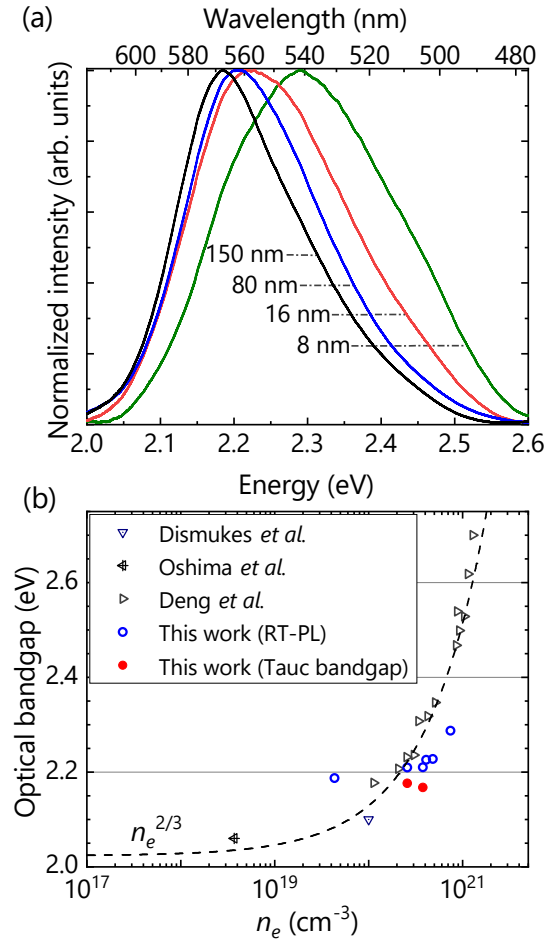 (a)
Wavelength (nm)
600 580 560 540 520 500 480
Normalized intensity (arb. units)
150 nm
80 nm
16 nm
8 nm
2.0 2.1 2.2 2.3 2.4 2.5 2.6
Energy (eV)
(b)
Optical bandgap (eV)
Dismukes et al.
Oshima et al.
Deng et al.
This work (RT-PL)
This work (Tauc bandgap)
2.6
2.4
2.2
2.0
nₑ^2/3
10¹⁷ 10¹⁹ 10²¹
nₑ (cm⁻³)